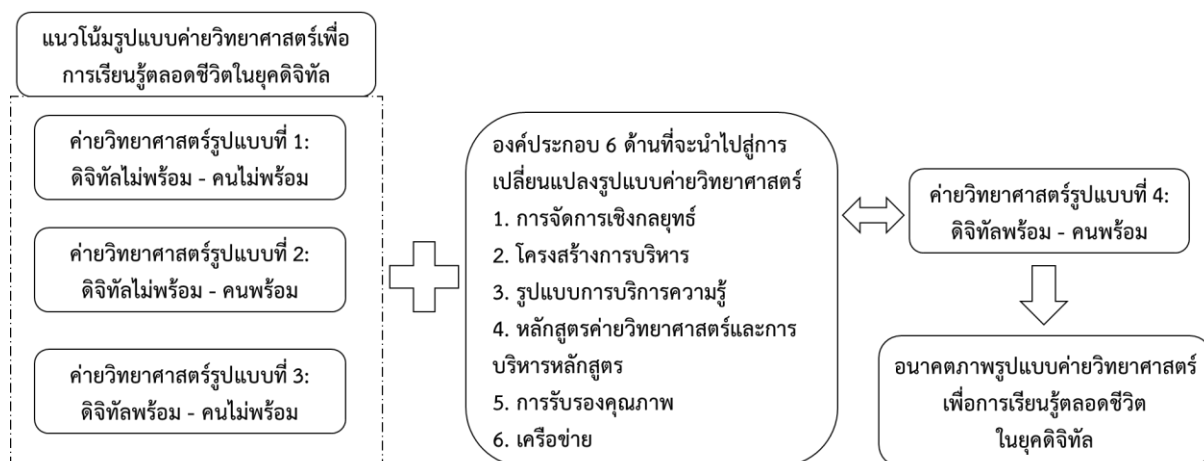 แนวโน้มรูปแบบค่ายวิทยาศาสตร์เพื่อ
การเรียนรู้ตลอดชีวิตในยุคดิจิทัล
ค่ายวิทยาศาสตร์รูปแบบที่ 1:
ดิจิทัลไม่พร้อม - คนไม่พร้อม
ค่ายวิทยาศาสตร์รูปแบบที่ 2:
ดิจิทัลไม่พร้อม - คนพร้อม
ค่ายวิทยาศาสตร์รูปแบบที่ 3:
ดิจิทัลพร้อม - คนไม่พร้อม
องค์ประกอบ 6 ด้านที่จะนำไปสู่การ
เปลี่ยนแปลงรูปแบบค่ายวิทยาศาสตร์
1. การจัดการเชิงกลยุทธ์
2. โครงสร้างการบริหาร
3. รูปแบบการบริการความรู้
4. หลักสูตรค่ายวิทยาศาสตร์และการ
บริหารหลักสูตร
5. การรับรองคุณภาพ
6. เครือข่าย
ค่ายวิทยาศาสตร์รูปแบบที่ 4:
ดิจิทัลพร้อม - คนพร้อม
อนาคตภาพรูปแบบค่ายวิทยาศาสตร์
เพื่อการเรียนรู้ตลอดชีวิต
ในยุคดิจิทัล